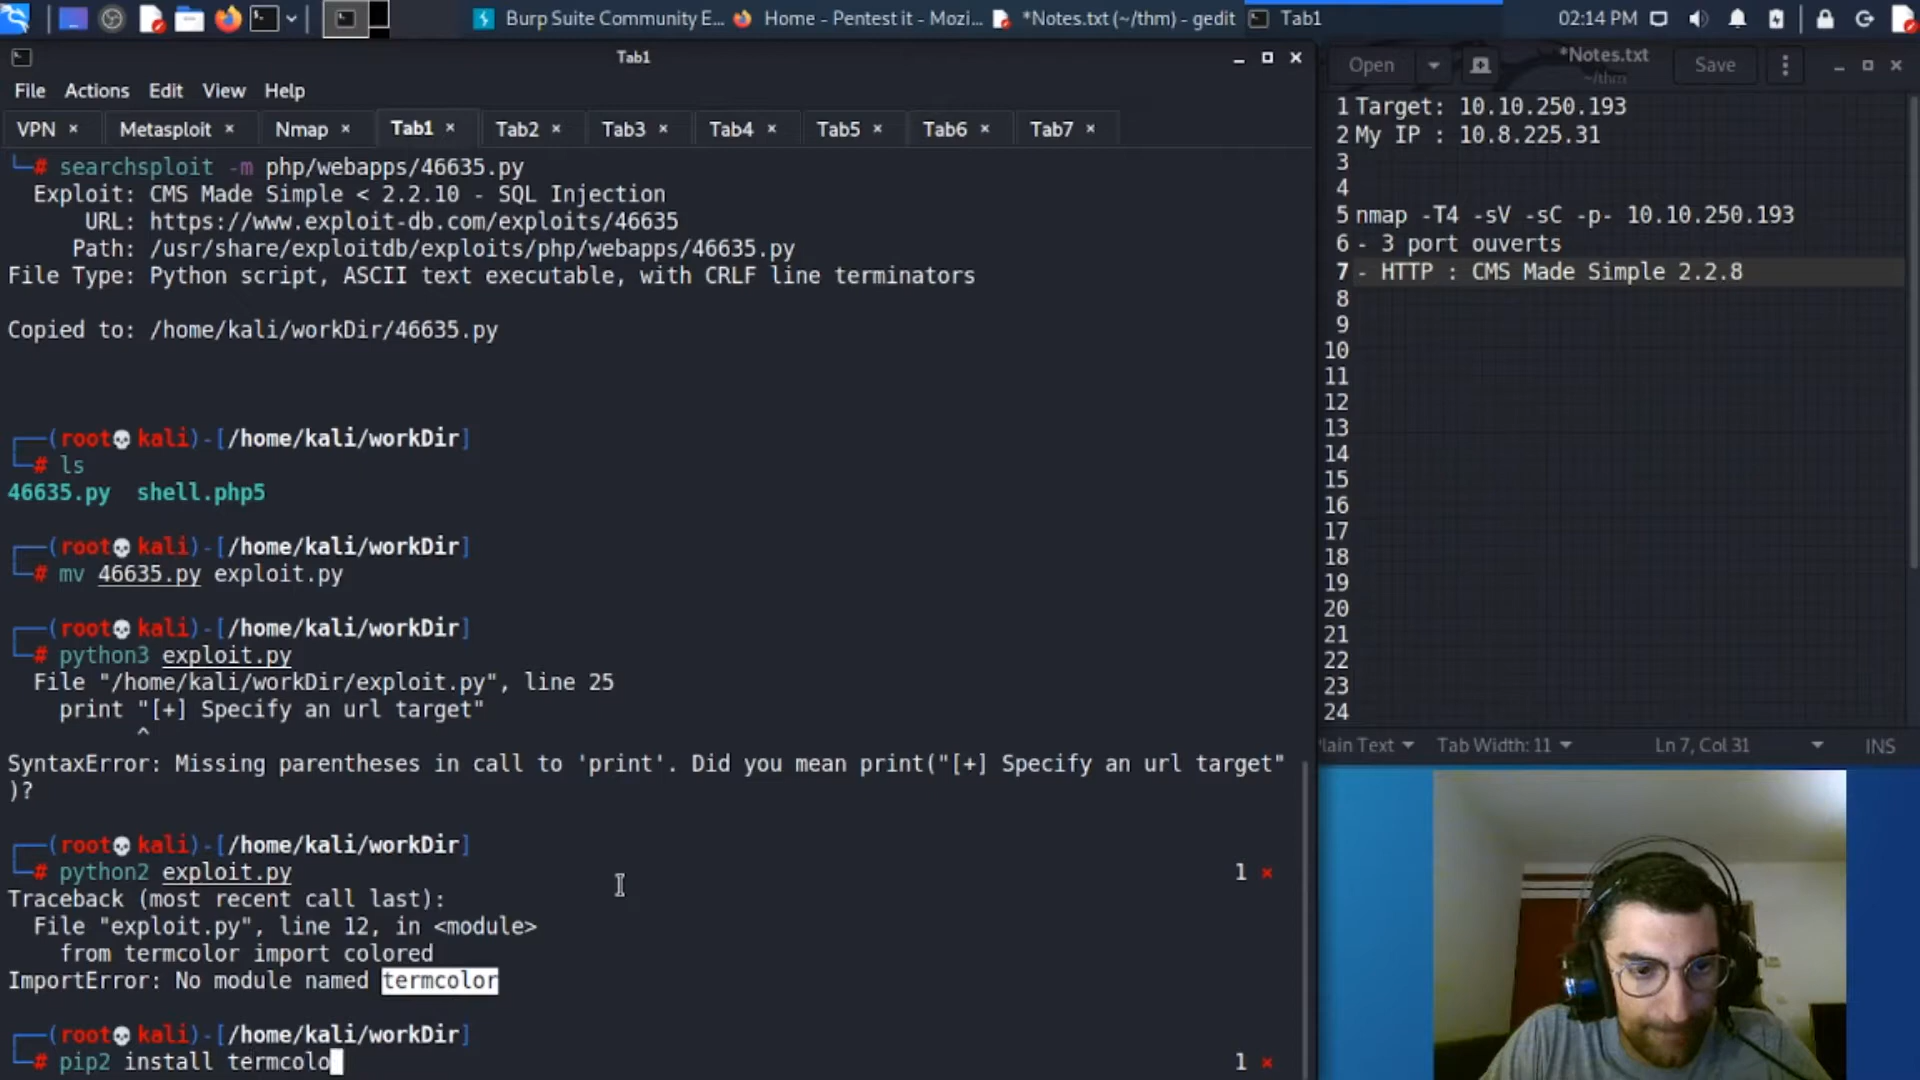 Burp Suite Community E...
Home - Pentest it - Mozi...
*Notes.txt (~/thm) - gedit
Tab1
02:14 PM
Tab1
File Actions Edit View Help
VPN × Metasploit × Nmap × Tab1 × Tab2 × Tab3 × Tab4 × Tab5 × Tab6 × Tab7 ×
└─# searchsploit -m php/webapps/46635.py
Exploit: CMS Made Simple < 2.2.10 - SQL Injection
URL: https://www.exploit-db.com/exploits/46635
Path: /usr/share/exploitdb/exploits/php/webapps/46635.py
File Type: Python script, ASCII text executable, with CRLF line terminators
Copied to: /home/kali/workDir/46635.py
┌──(root💀kali)-[/home/kali/workDir]
└─# ls
46635.py shell.php5
┌──(root💀kali)-[/home/kali/workDir]
└─# mv 46635.py exploit.py
┌──(root💀kali)-[/home/kali/workDir]
└─# python3 exploit.py
File "/home/kali/workDir/exploit.py", line 25
print "[+] Specify an url target"
^
SyntaxError: Missing parentheses in call to 'print'. Did you mean print("[+] Specify an url target"
)?
┌──(root💀kali)-[/home/kali/workDir]
└─# python2 exploit.py 1 ×
Traceback (most recent call last):
File "exploit.py", line 12, in <module>
from termcolor import colored
ImportError: No module named termcolor
┌──(root💀kali)-[/home/kali/workDir]
└─# pip2 install termcolo 1 ×
Open
*Notes.txt
~/thm
Save
1 Target: 10.10.250.193
2 My IP : 10.8.225.31
3
4
5 nmap -T4 -sV -sC -p- 10.10.250.193
6 - 3 port ouverts
7 - HTTP : CMS Made Simple 2.2.8
8
9
10
11
12
13
14
15
16
17
18
19
20
21
22
23
24
lain Text Tab Width: 11 Ln 7, Col 31 INS